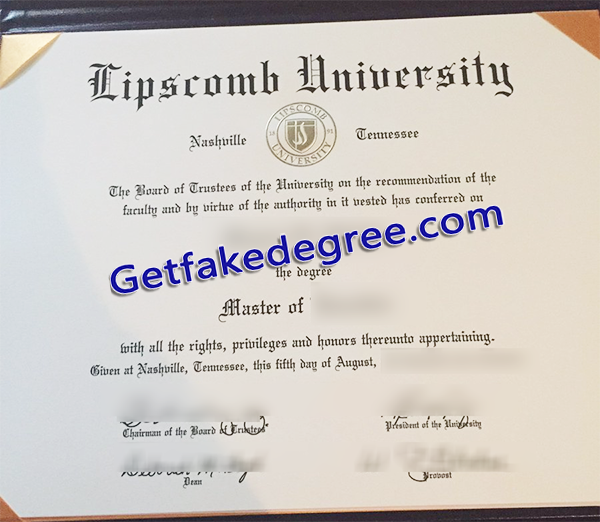 Lipscomb University
Nashville Tennessee
LIPSCOMB
18 91
LS
UNIVERSITY
The Board of Trustees of the University on the recommendation of the
faculty and by virtue of the authority in it vested has conferred on
Getfakedegree.com
the degree
Master of
with all the rights, privileges and honors thereunto appertaining.
Given at Nashville, Tennessee, this fifth day of August,
Chairman of the Board of Trustees President of the University
Dean Provost